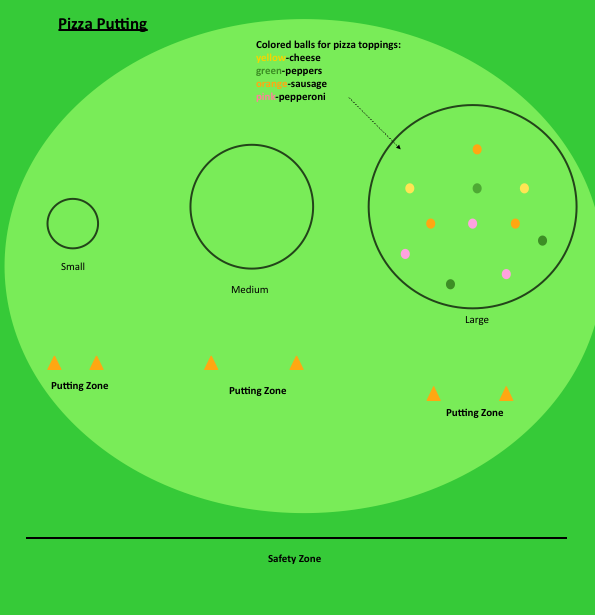 Pizza Putting
Colored balls for pizza toppings:
yellow-cheese
green-peppers
orange-sausage
pink-pepperoni
Small
Medium
Large
Putting Zone
Putting Zone
Putting Zone
Safety Zone